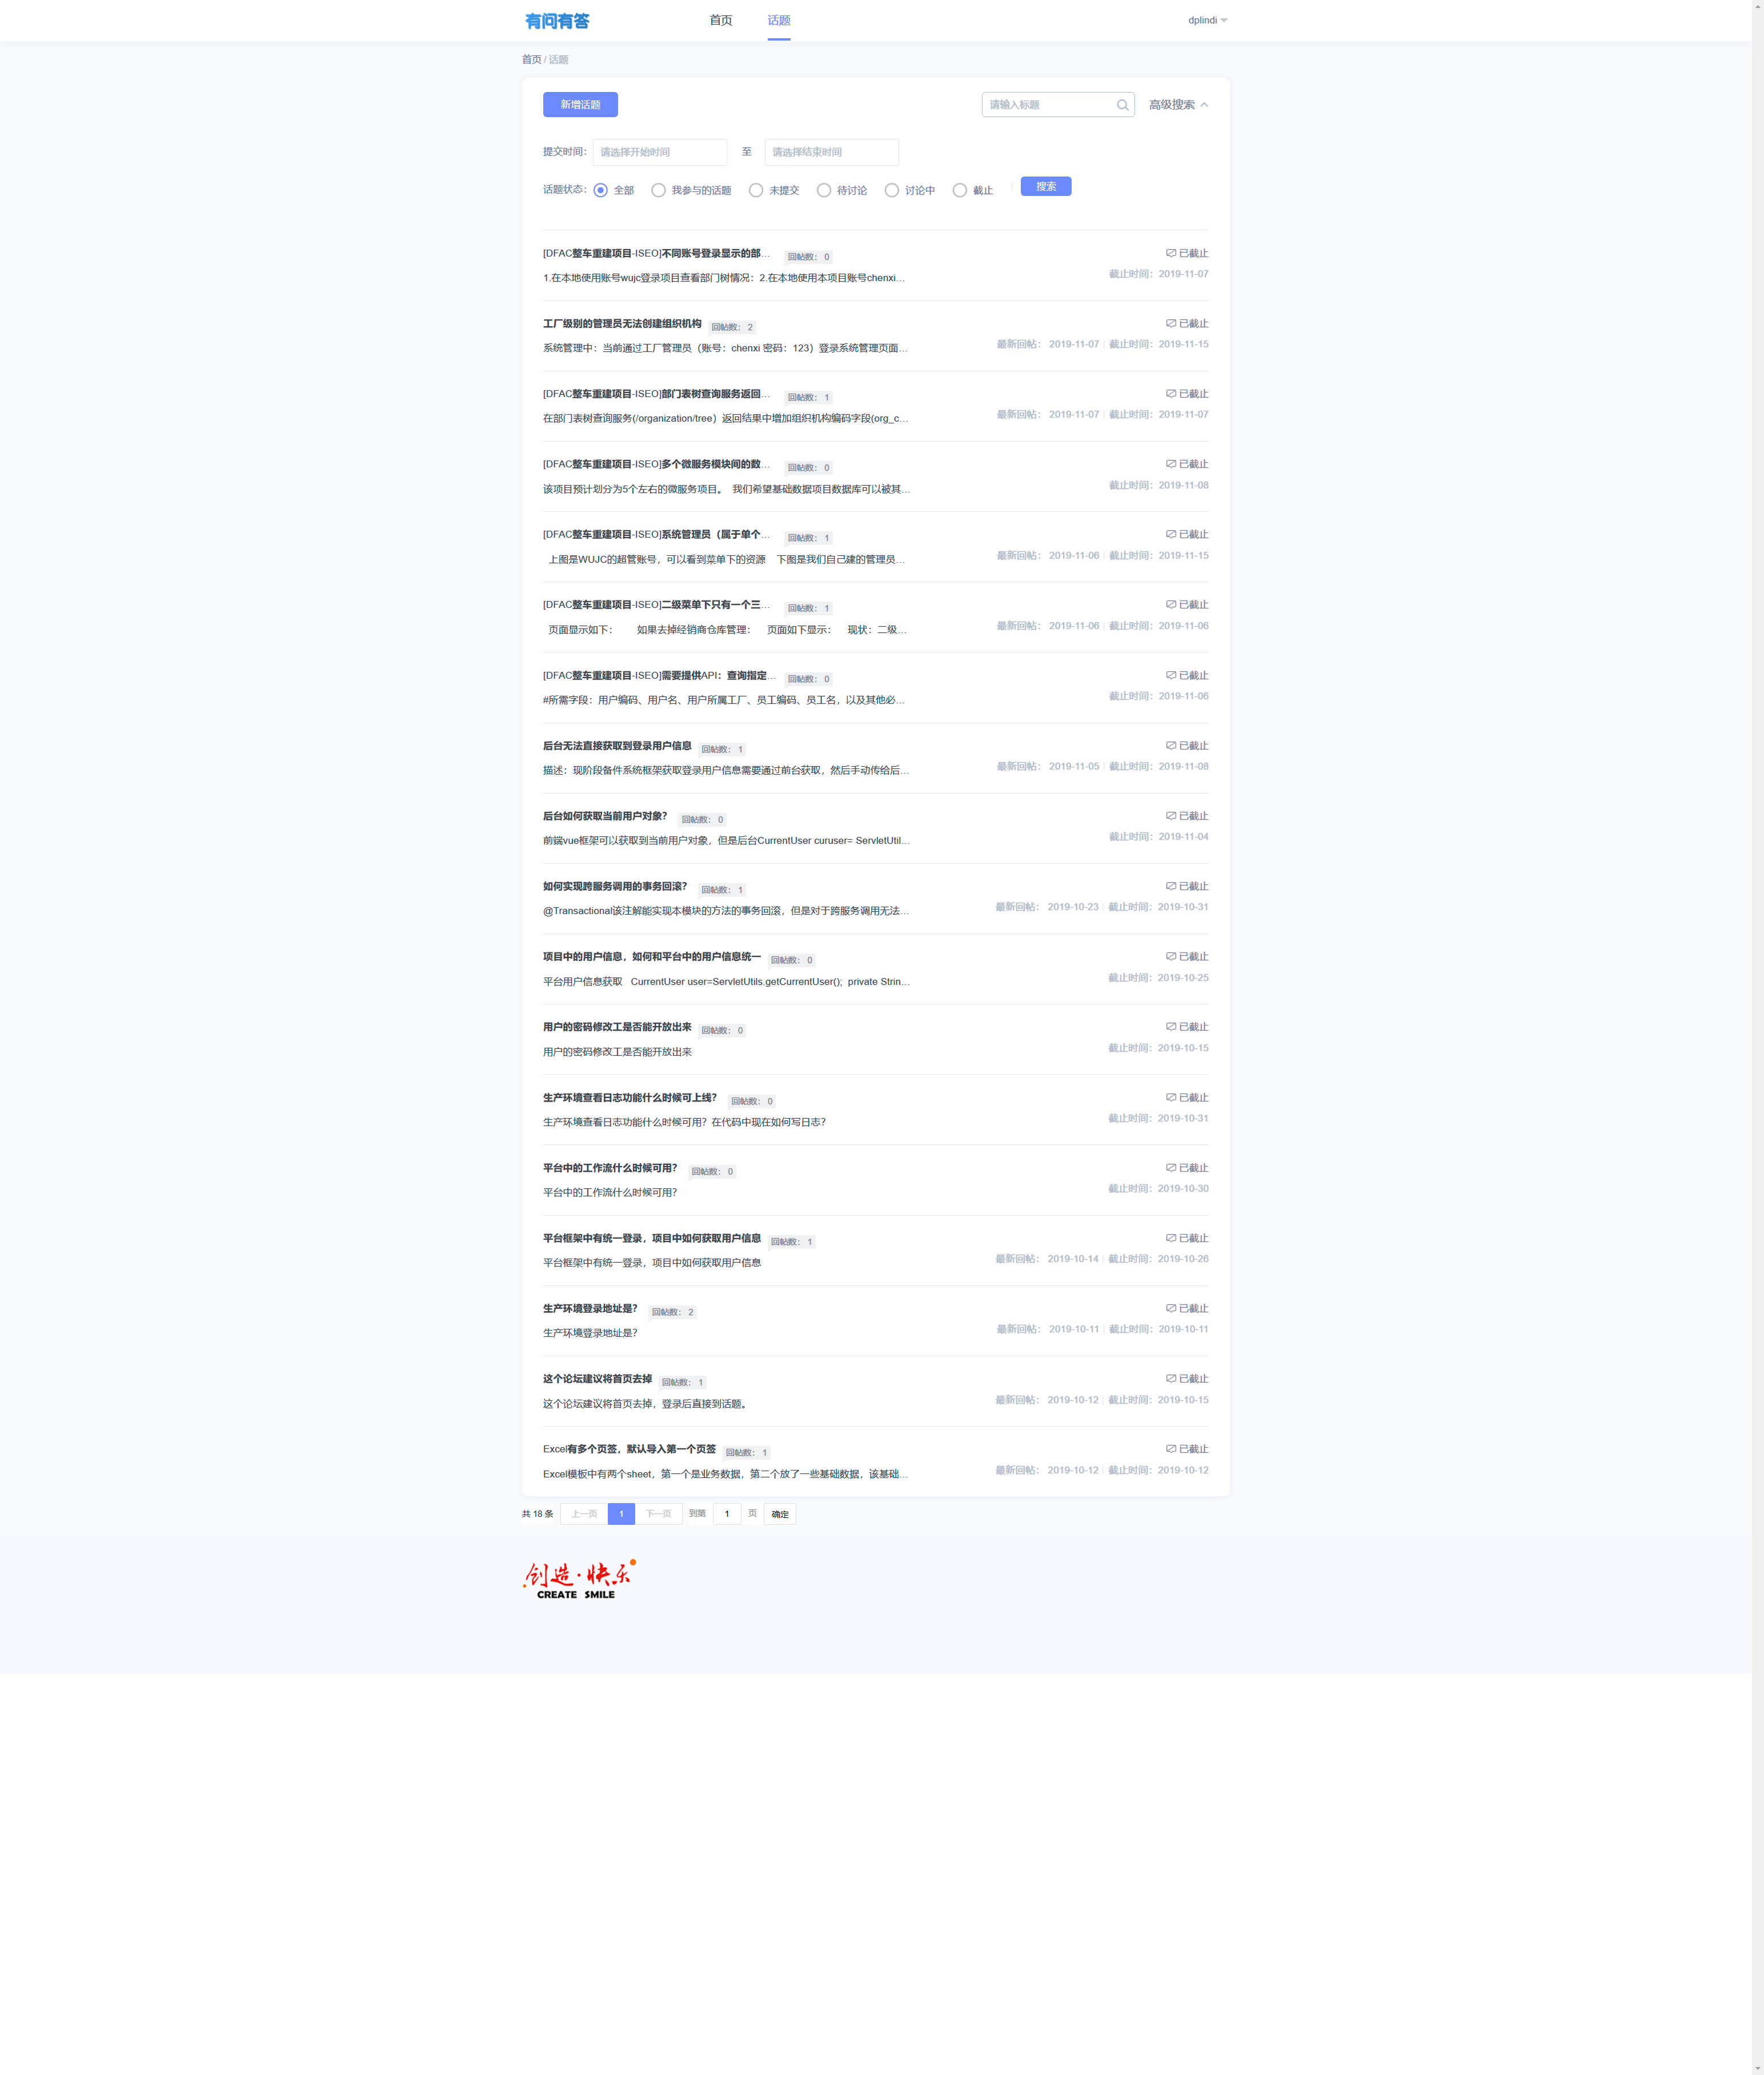 有问有答 首页 话题 dplindi
首页 / 话题
新增话题 请输入标题 高级搜索
提交时间： 请选择开始时间 至 请选择结束时间
话题状态： 全部 我参与的话题 未提交 待讨论 讨论中 截止 搜索
[DFAC整车重建项目-ISEO]不同账号登录显示的部... 回帖数： 0 已截止
1.在本地使用账号wujc登录项目查看部门树情况：2.在本地使用本项目账号chenxi... 截止时间：2019-11-07
工厂级别的管理员无法创建组织机构 回帖数： 2 已截止
系统管理中：当前通过工厂管理员（账号：chenxi 密码：123）登录系统管理页面... 最新回帖： 2019-11-07 | 截止时间：2019-11-15
[DFAC整车重建项目-ISEO]部门表树查询服务返回... 回帖数： 1 已截止
在部门表树查询服务(/organization/tree）返回结果中增加组织机构编码字段(org_c... 最新回帖： 2019-11-07 | 截止时间：2019-11-07
[DFAC整车重建项目-ISEO]多个微服务模块间的数... 回帖数： 0 已截止
该项目预计划分为5个左右的微服务项目。 我们希望基础数据项目数据库可以被其... 截止时间：2019-11-08
[DFAC整车重建项目-ISEO]系统管理员（属于单个... 回帖数： 1 已截止
上图是WUJC的超管账号，可以看到菜单下的资源 下图是我们自己建的管理员... 最新回帖： 2019-11-06 | 截止时间：2019-11-15
[DFAC整车重建项目-ISEO]二级菜单下只有一个三... 回帖数： 1 已截止
页面显示如下： 如果去掉经销商仓库管理： 页面如下显示： 现状：二级... 最新回帖： 2019-11-06 | 截止时间：2019-11-06
[DFAC整车重建项目-ISEO]需要提供API：查询指定... 回帖数： 0 已截止
#所需字段：用户编码、用户名、用户所属工厂、员工编码、员工名，以及其他必... 截止时间：2019-11-06
后台无法直接获取到登录用户信息 回帖数： 1 已截止
描述：现阶段备件系统框架获取登录用户信息需要通过前台获取，然后手动传给后... 最新回帖： 2019-11-05 | 截止时间：2019-11-08
后台如何获取当前用户对象？ 回帖数： 0 已截止
前端vue框架可以获取到当前用户对象，但是后台CurrentUser curuser= ServletUtil... 截止时间：2019-11-04
如何实现跨服务调用的事务回滚？ 回帖数： 1 已截止
@Transactional该注解能实现本模块的方法的事务回滚，但是对于跨服务调用无法... 最新回帖： 2019-10-23 | 截止时间：2019-10-31
项目中的用户信息，如何和平台中的用户信息统一 回帖数： 0 已截止
平台用户信息获取 CurrentUser user=ServletUtils.getCurrentUser(); private Strin... 截止时间：2019-10-25
用户的密码修改工是否能开放出来 回帖数： 0 已截止
用户的密码修改工是否能开放出来 截止时间：2019-10-15
生产环境查看日志功能什么时候可上线？ 回帖数： 0 已截止
生产环境查看日志功能什么时候可用？在代码中现在如何写日志？ 截止时间：2019-10-31
平台中的工作流什么时候可用？ 回帖数： 0 已截止
平台中的工作流什么时候可用？ 截止时间：2019-10-30
平台框架中有统一登录，项目中如何获取用户信息 回帖数： 1 已截止
平台框架中有统一登录，项目中如何获取用户信息 最新回帖： 2019-10-14 | 截止时间：2019-10-26
生产环境登录地址是？ 回帖数： 2 已截止
生产环境登录地址是？ 最新回帖： 2019-10-11 | 截止时间：2019-10-11
这个论坛建议将首页去掉 回帖数： 1 已截止
这个论坛建议将首页去掉，登录后直接到话题。 最新回帖： 2019-10-12 | 截止时间：2019-10-15
Excel有多个页签，默认导入第一个页签 回帖数： 1 已截止
Excel模板中有两个sheet，第一个是业务数据，第二个放了一些基础数据，该基础... 最新回帖： 2019-10-12 | 截止时间：2019-10-12
共 18 条 上一页 1 下一页 到第 1 页 确定
创造·快乐
CREATE SMILE